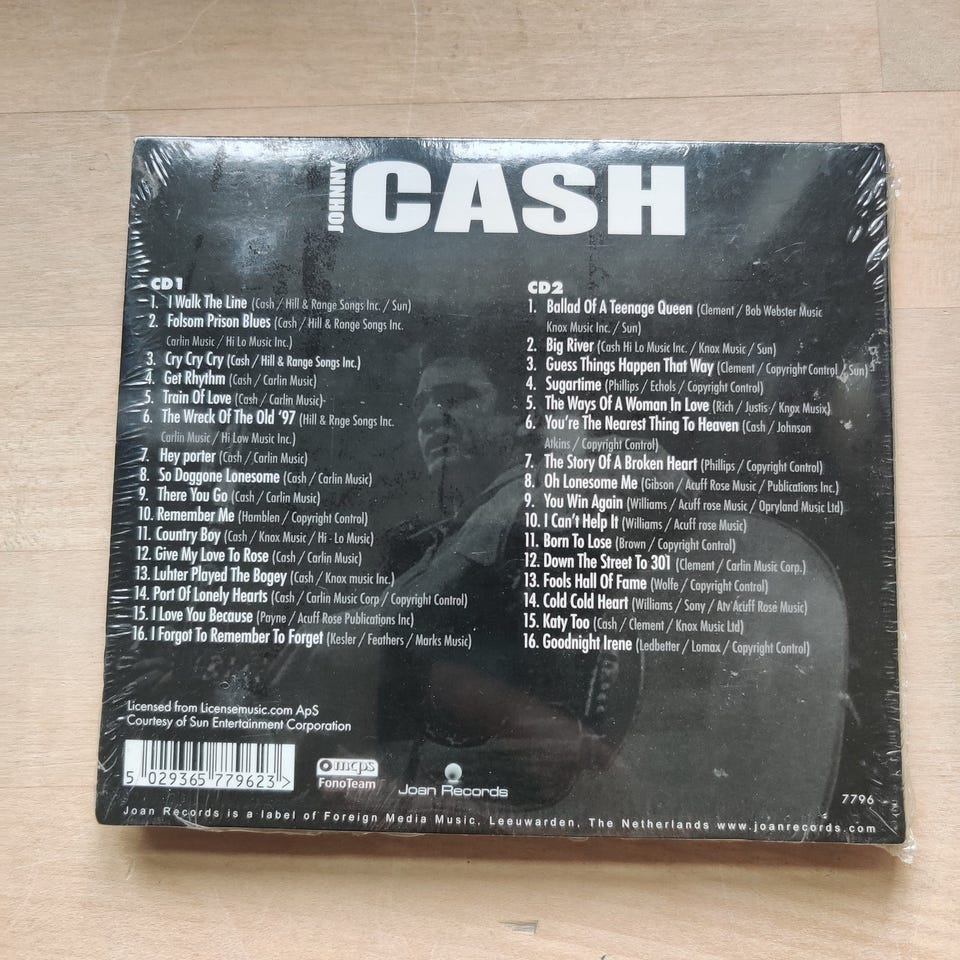 JOHNNY CASH
CD1
1. I Walk The Line (Cash / Hill & Range Songs Inc. / Sun)
2. Folsom Prison Blues (Cash / Hill & Range Songs Inc.
Carlin Music / Hi Lo Music Inc.)
3. Cry Cry Cry (Cash / Hill & Range Songs Inc.)
4. Get Rhythm (Cash / Carlin Music)
5. Train Of Love (Cash / Carlin Music)
6. The Wreck Of The Old '97 (Hill & Rnge Songs Inc.
Carlin Music / Hi Low Music Inc.)
7. Hey porter (Cash / Carlin Music)
8. So Doggone Lonesome (Cash / Carlin Music)
9. There You Go (Cash / Carlin Music)
10. Remember Me (Hamblen / Copyright Control)
11. Country Boy (Cash / Knox Music / Hi - Lo Music)
12. Give My Love To Rose (Cash / Carlin Music)
13. Luhter Played The Bogey (Cash / Knox music Inc.)
14. Port Of Lonely Hearts (Cash / Carlin Music Corp / Copyright Control)
15. I Love You Because (Payne / Acuff Rose Publications Inc)
16. I Forgot To Remember To Forget (Kesler / Feathers / Marks Music)
CD2
1. Ballad Of A Teenage Queen (Clement / Bob Webster Music
Knox Music Inc. / Sun)
2. Big River (Cash Hi Lo Music Inc. / Knox Music / Sun)
3. Guess Things Happen That Way (Clement / Copyright Control / Sun)
4. Sugartime (Phillips / Echols / Copyright Control)
5. The Ways Of A Woman In Love (Rich / Justis / Knox Musix)
6. You're The Nearest Thing To Heaven (Cash / Johnson
Atkins / Copyright Control)
7. The Story Of A Broken Heart (Phillips / Copyright Control)
8. Oh Lonesome Me (Gibson / Acuff Rose Music / Publications Inc.)
9. You Win Again (Williams / Acuff rose Music / Opryland Music Ltd)
10. I Can't Help It (Williams / Acuff rose Music)
11. Born To Lose (Brown / Copyright Control)
12. Down The Street To 301 (Clement / Carlin Music Corp.)
13. Fools Hall Of Fame (Wolfe / Copyright Control)
14. Cold Cold Heart (Williams / Sony / Atv Acuff Rose Music)
15. Katy Too (Cash / Clement / Knox Music Ltd)
16. Goodnight Irene (Ledbetter / Lomax / Copyright Control)
Licensed from Licensemusic.com ApS
Courtesy of Sun Entertainment Corporation
5 029365 779623 >
mcps
FonoTeam
Joan Records
7796
Joan Records is a label of Foreign Media Music, Leeuwarden, The Netherlands www.joanrecords.com